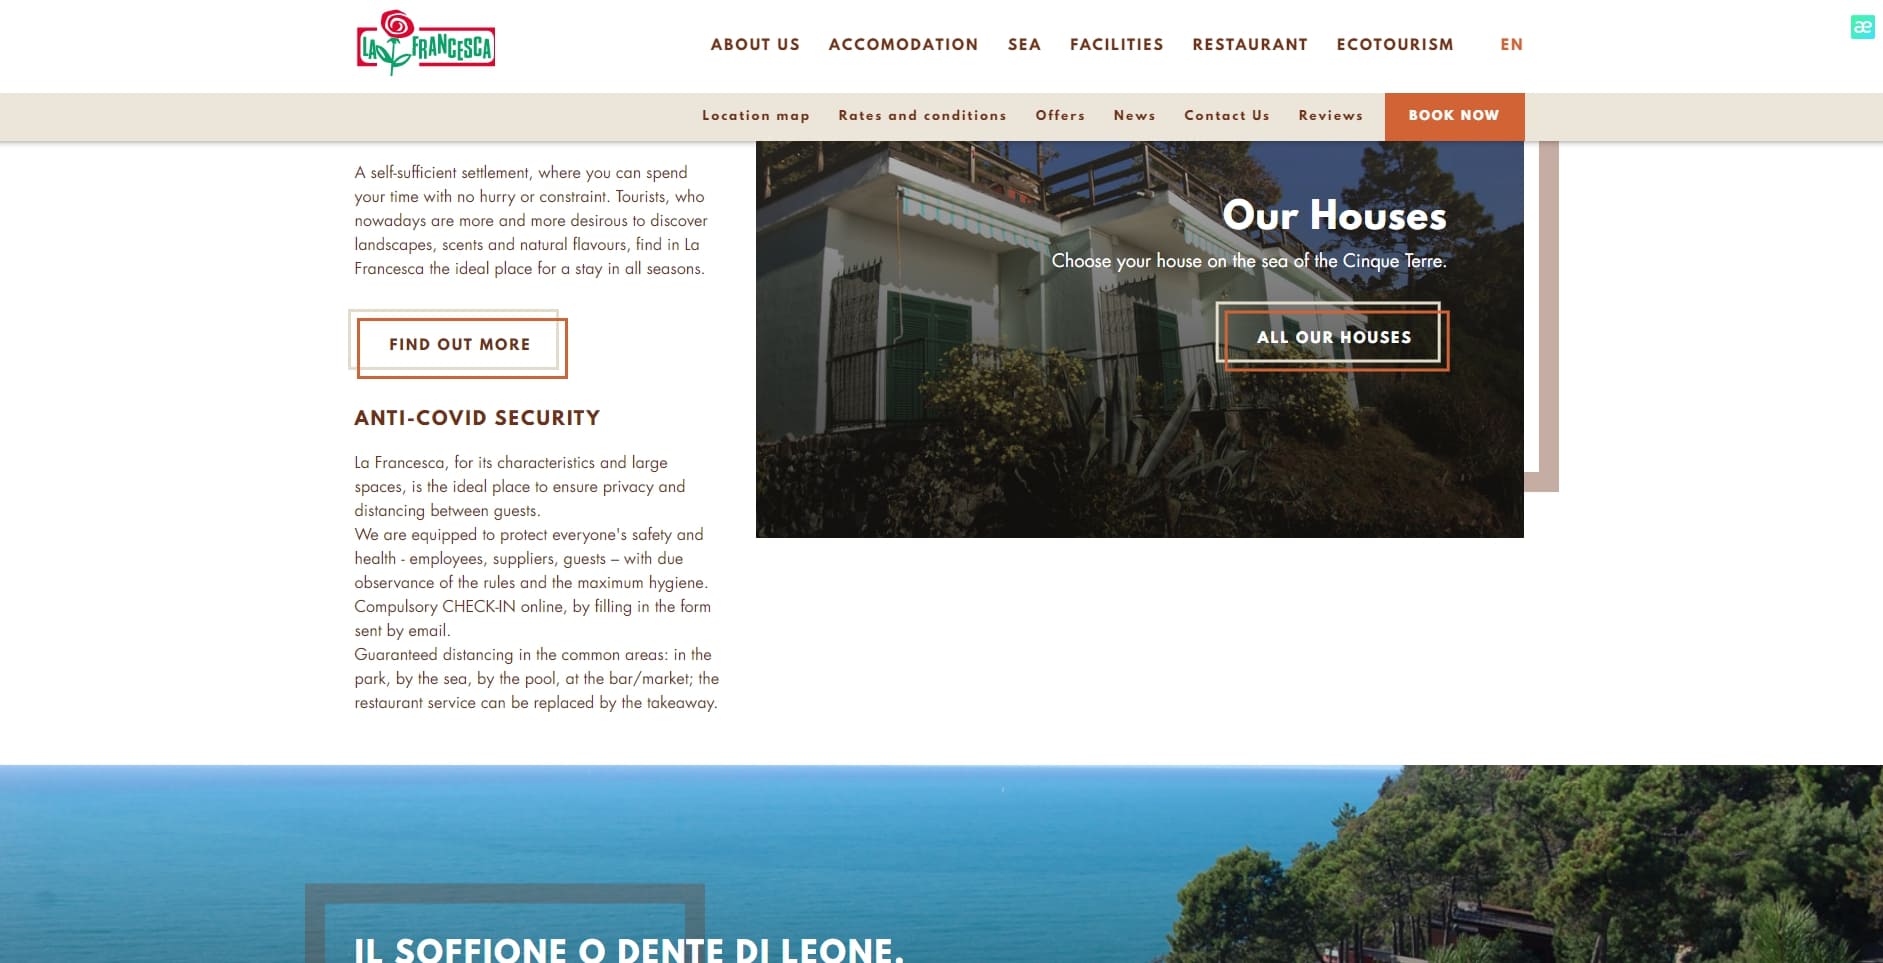 LA FRANCESCA
ABOUT US ACCOMODATION SEA FACILITIES RESTAURANT ECOTOURISM EN
æ
Location map Rates and conditions Offers News Contact Us Reviews BOOK NOW
A self-sufficient settlement, where you can spend
your time with no hurry or constraint. Tourists, who
nowadays are more and more desirous to discover
landscapes, scents and natural flavours, find in La
Francesca the ideal place for a stay in all seasons.
FIND OUT MORE
ANTI-COVID SECURITY
La Francesca, for its characteristics and large
spaces, is the ideal place to ensure privacy and
distancing between guests.
We are equipped to protect everyone's safety and
health - employees, suppliers, guests – with due
observance of the rules and the maximum hygiene.
Compulsory CHECK-IN online, by filling in the form
sent by email.
Guaranteed distancing in the common areas: in the
park, by the sea, by the pool, at the bar/market; the
restaurant service can be replaced by the takeaway.
Our Houses
Choose your house on the sea of the Cinque Terre.
ALL OUR HOUSES
IL SOFFIONE O DENTE DI LEONE.